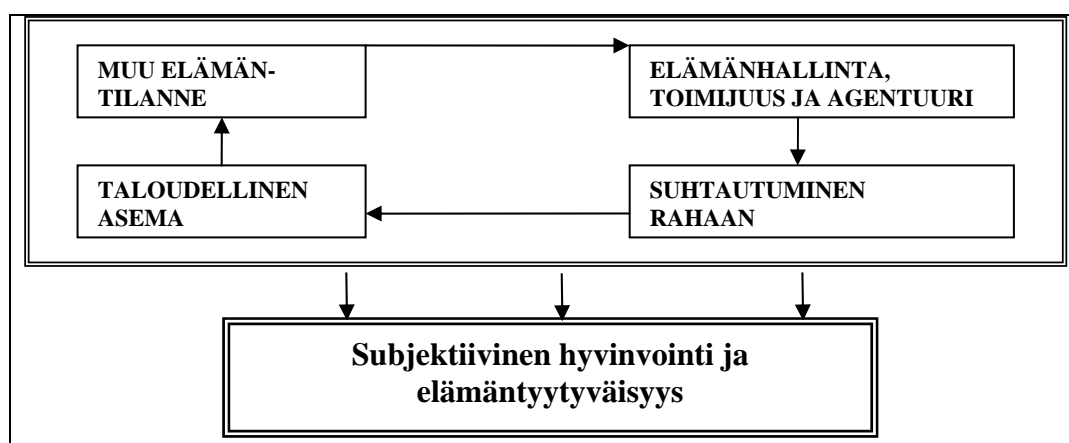 MUU ELÄMÄN-
TILANNE
ELÄMÄNHALLINTA,
TOIMIJUUS JA AGENTUURI
TALOUDELLINEN
ASEMA
SUHTAUTUMINEN
RAHAAN
Subjektiivinen hyvinvointi ja
elämäntyytyväisyys